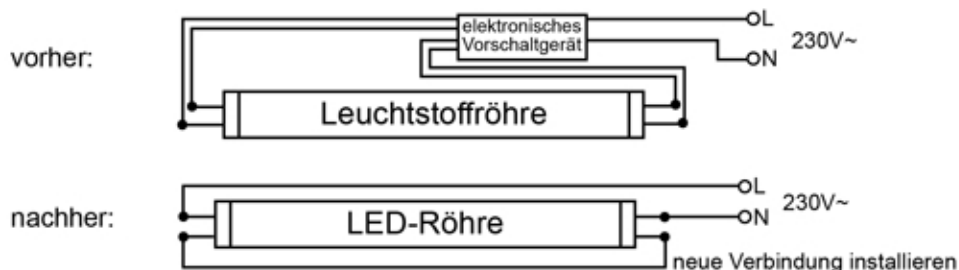 elektronisches
Vorschaltgerät
L
N
230V~
vorher:
Leuchtstoffröhre
L
N
230V~
nachher:
LED-Röhre
neue Verbindung installieren